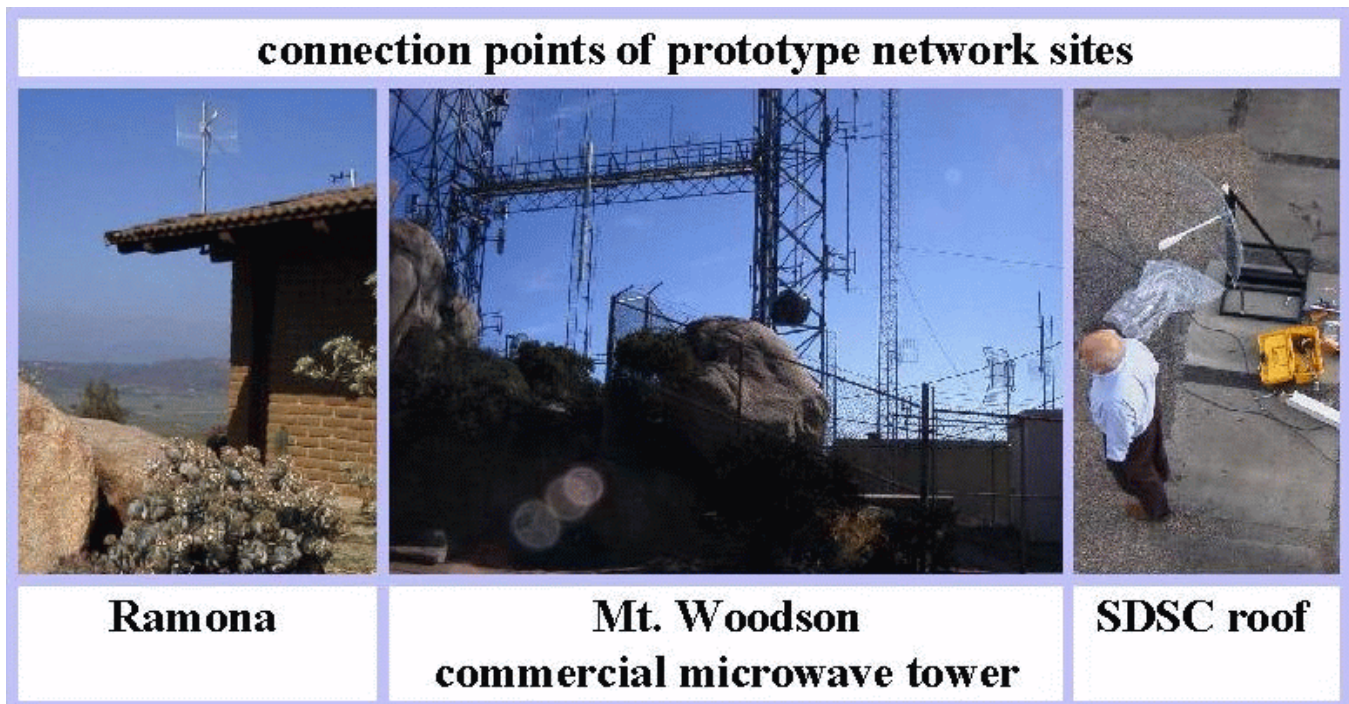 connection points of prototype network sites
Ramona
Mt. Woodson
commercial microwave tower
SDSC roof